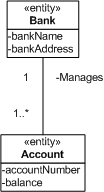 «entity»
Bank
-bankName
-bankAddress
1
-Manages
1..*
«entity»
Account
-accountNumber
-balance